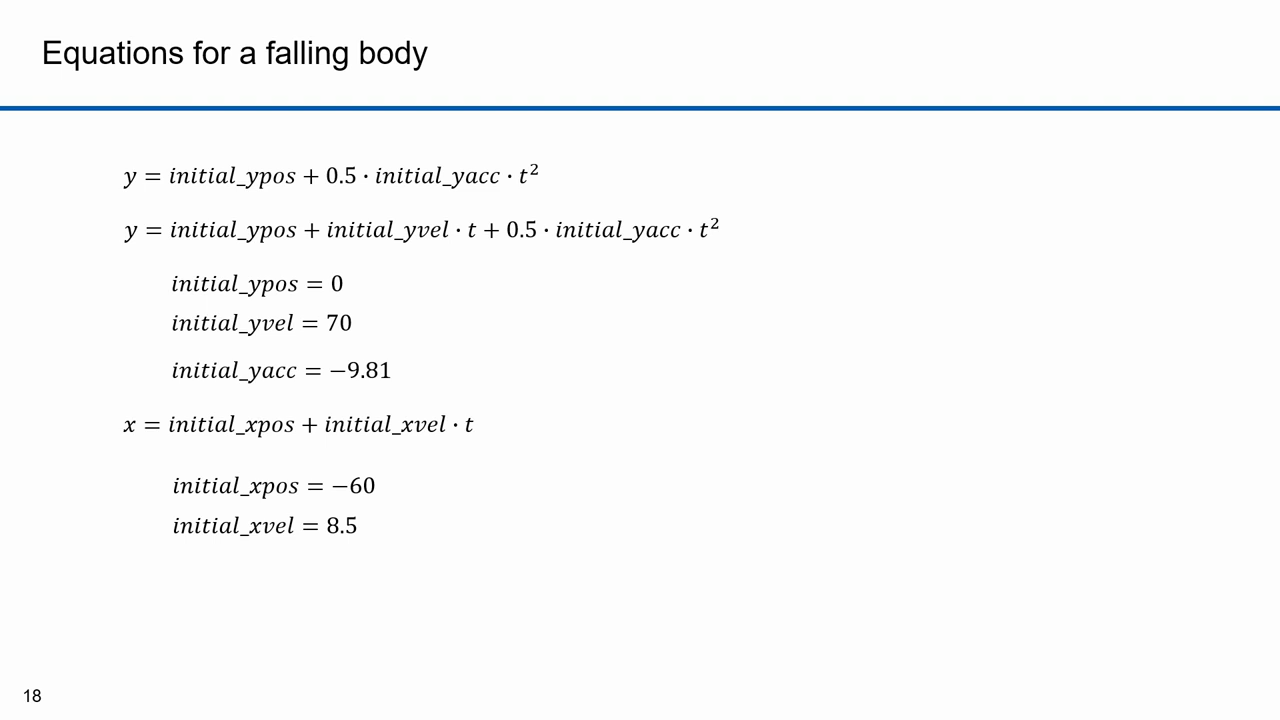 Equations for a falling body
y = initial_ypos + 0.5 · initial_yacc · t²
y = initial_ypos + initial_yvel · t + 0.5 · initial_yacc · t²
initial_ypos = 0
initial_yvel = 70
initial_yacc = −9.81
x = initial_xpos + initial_xvel · t
initial_xpos = −60
initial_xvel = 8.5
18